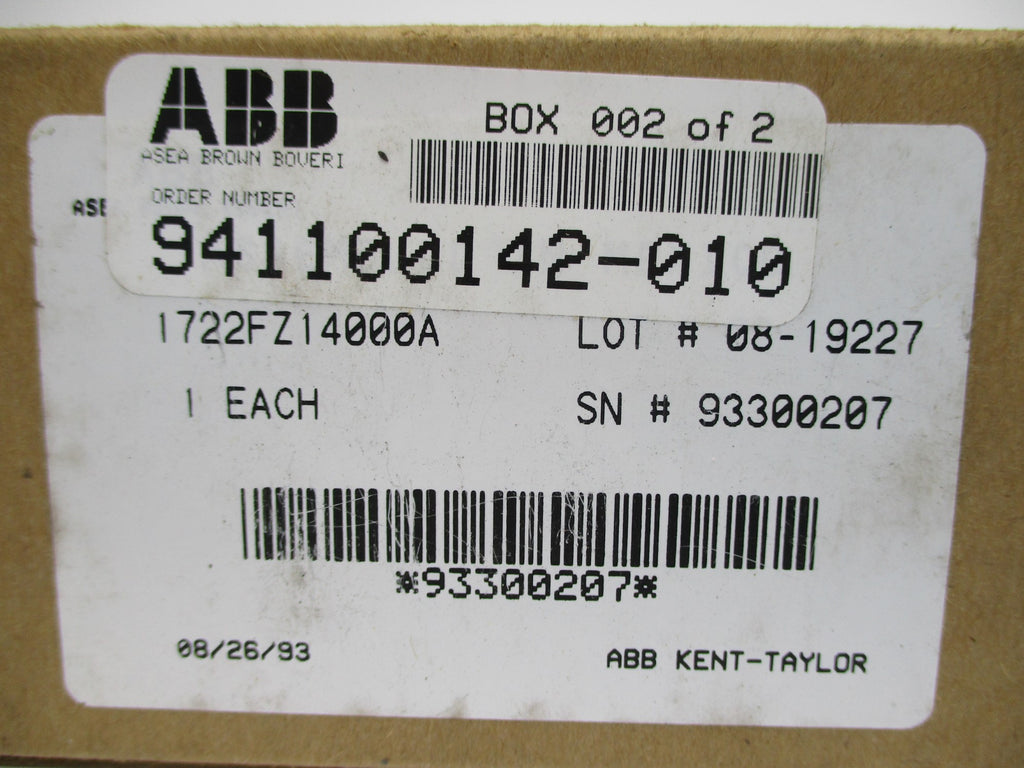 ABB
ASEA BROWN BOVERI
BOX 002 of 2
ORDER NUMBER
941100142-010
1722FZ14000A
LOT # 08-19227
1 EACH
SN # 93300207
*93300207*
08/26/93
ABB KENT-TAYLOR